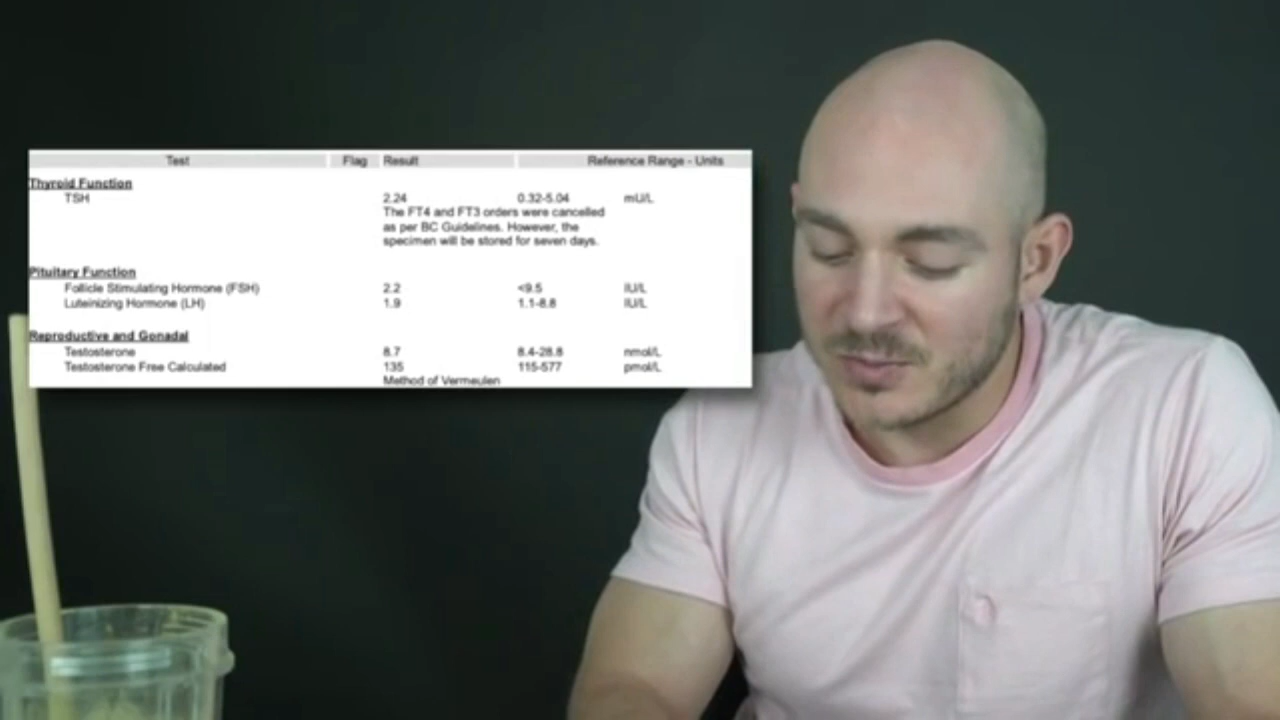 Test Flag Result Reference Range - Units
Thyroid Function
TSH 2.24 0.32-5.04 mU/L
The FT4 and FT3 orders were cancelled
as per BC Guidelines. However, the
specimen will be stored for seven days.
Pituitary Function
Follicle Stimulating Hormone (FSH) 2.2 <9.5 IU/L
Luteinizing Hormone (LH) 1.9 1.1-8.8 IU/L
Reproductive and Gonadal
Testosterone 8.7 8.4-28.8 nmol/L
Testosterone Free Calculated 135 115-577 pmol/L
Method of Vermeulen